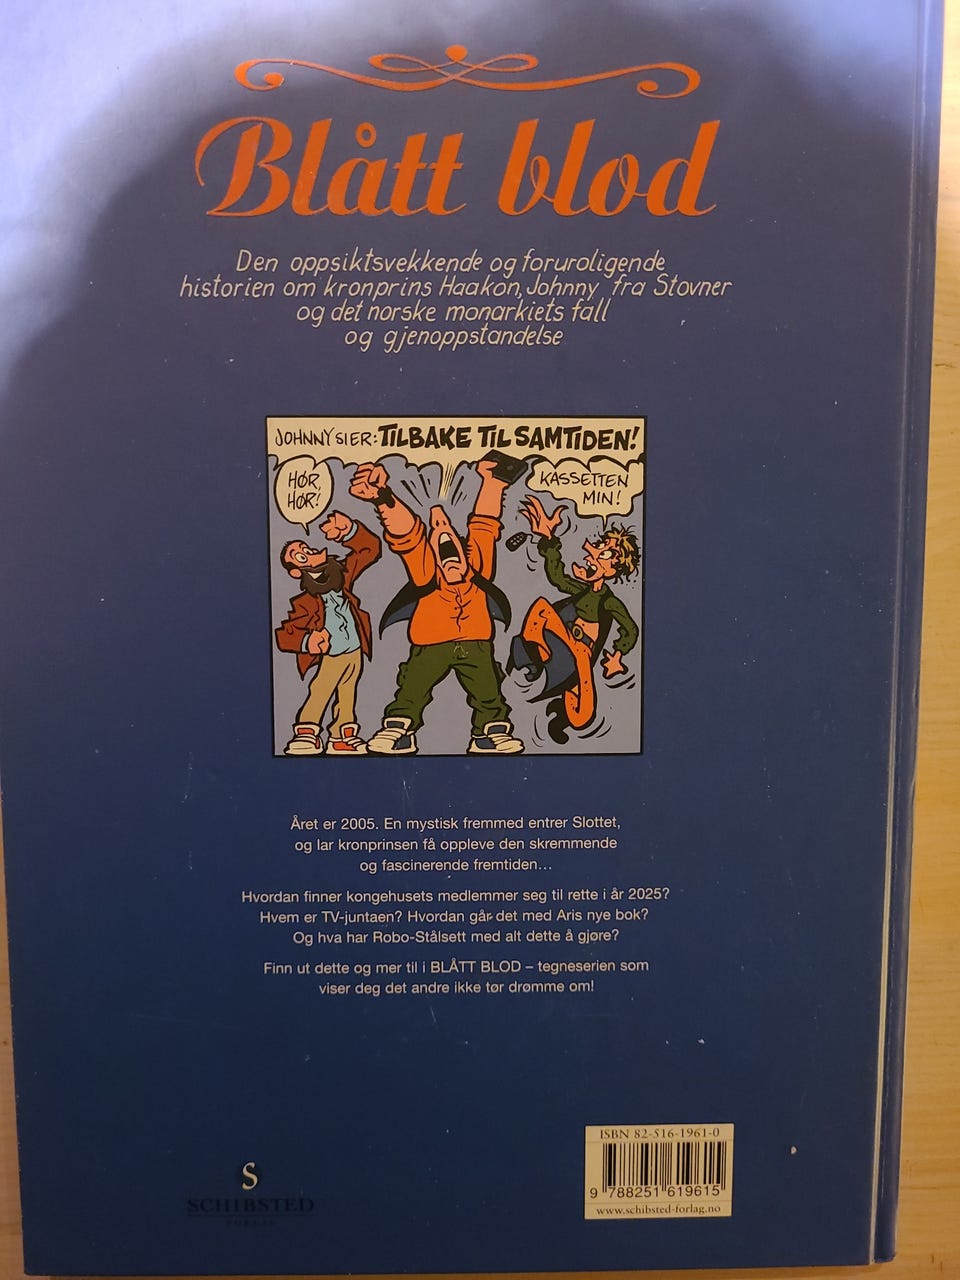 Blått blod
Den oppsiktsvekkende og foruroligende
historien om kronprins Haakon, Johnny fra Stovner
og det norske monarkiets fall
og gjenoppstandelse
JOHNNY SIER: TILBAKE TIL SAMTIDEN!
HØR,
HØR!
KASSETTEN
MIN!
Året er 2005. En mystisk fremmed entrer Slottet,
og lar kronprinsen få oppleve den skremmende
og fascinerende fremtiden...
Hvordan finner kongehusets medlemmer seg til rette i år 2025?
Hvem er TV-juntaen? Hvordan går det med Aris nye bok?
Og hva har Robo-Stålsett med alt dette å gjøre?
Finn ut dette og mer til i BLÅTT BLOD – tegneserien som
viser deg det andre ikke tør drømme om!
S
SCHIBSTED
FORLAG
ISBN 82-516-1961-0
9 788251 619615
www.schibsted-forlag.no